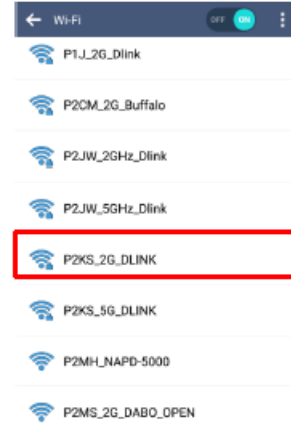 Wi-Fi OFF ON
P1J_2G_Dlink
P2CM_2G_Buffalo
P2JW_2GHz_Dlink
P2JW_5GHz_Dlink
P2KS_2G_DLINK
P2KS_5G_DLINK
P2MH_NAPD-5000
P2MS_2G_DABO_OPEN